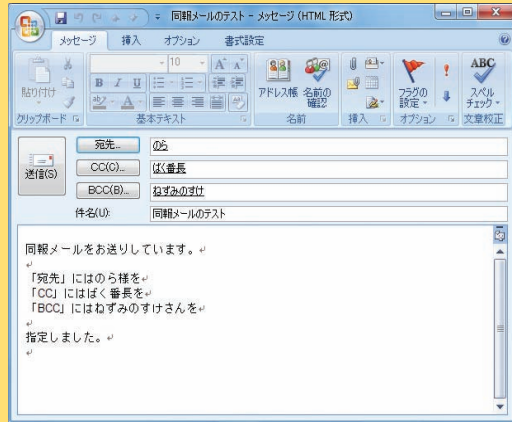 同報メールのテスト - メッセージ (HTML 形式)
メッセージ 挿入 オプション 書式設定
貼り付け
10 A A
B I U
ab A
アドレス帳 名前の確認
フラグの設定
ABC
スペルチェック
クリップボード 基本テキスト 名前 挿入 オプション 文章校正
送信(S)
宛先... のら
CC(C)... ばく番長
BCC(B)... ねずみのすけ
件名(U): 同報メールのテスト
同報メールをお送りしています。
「宛先」にはのら様を
「CC」にはばく番長を
「BCC」にはねずみのすけさんを
指定しました。